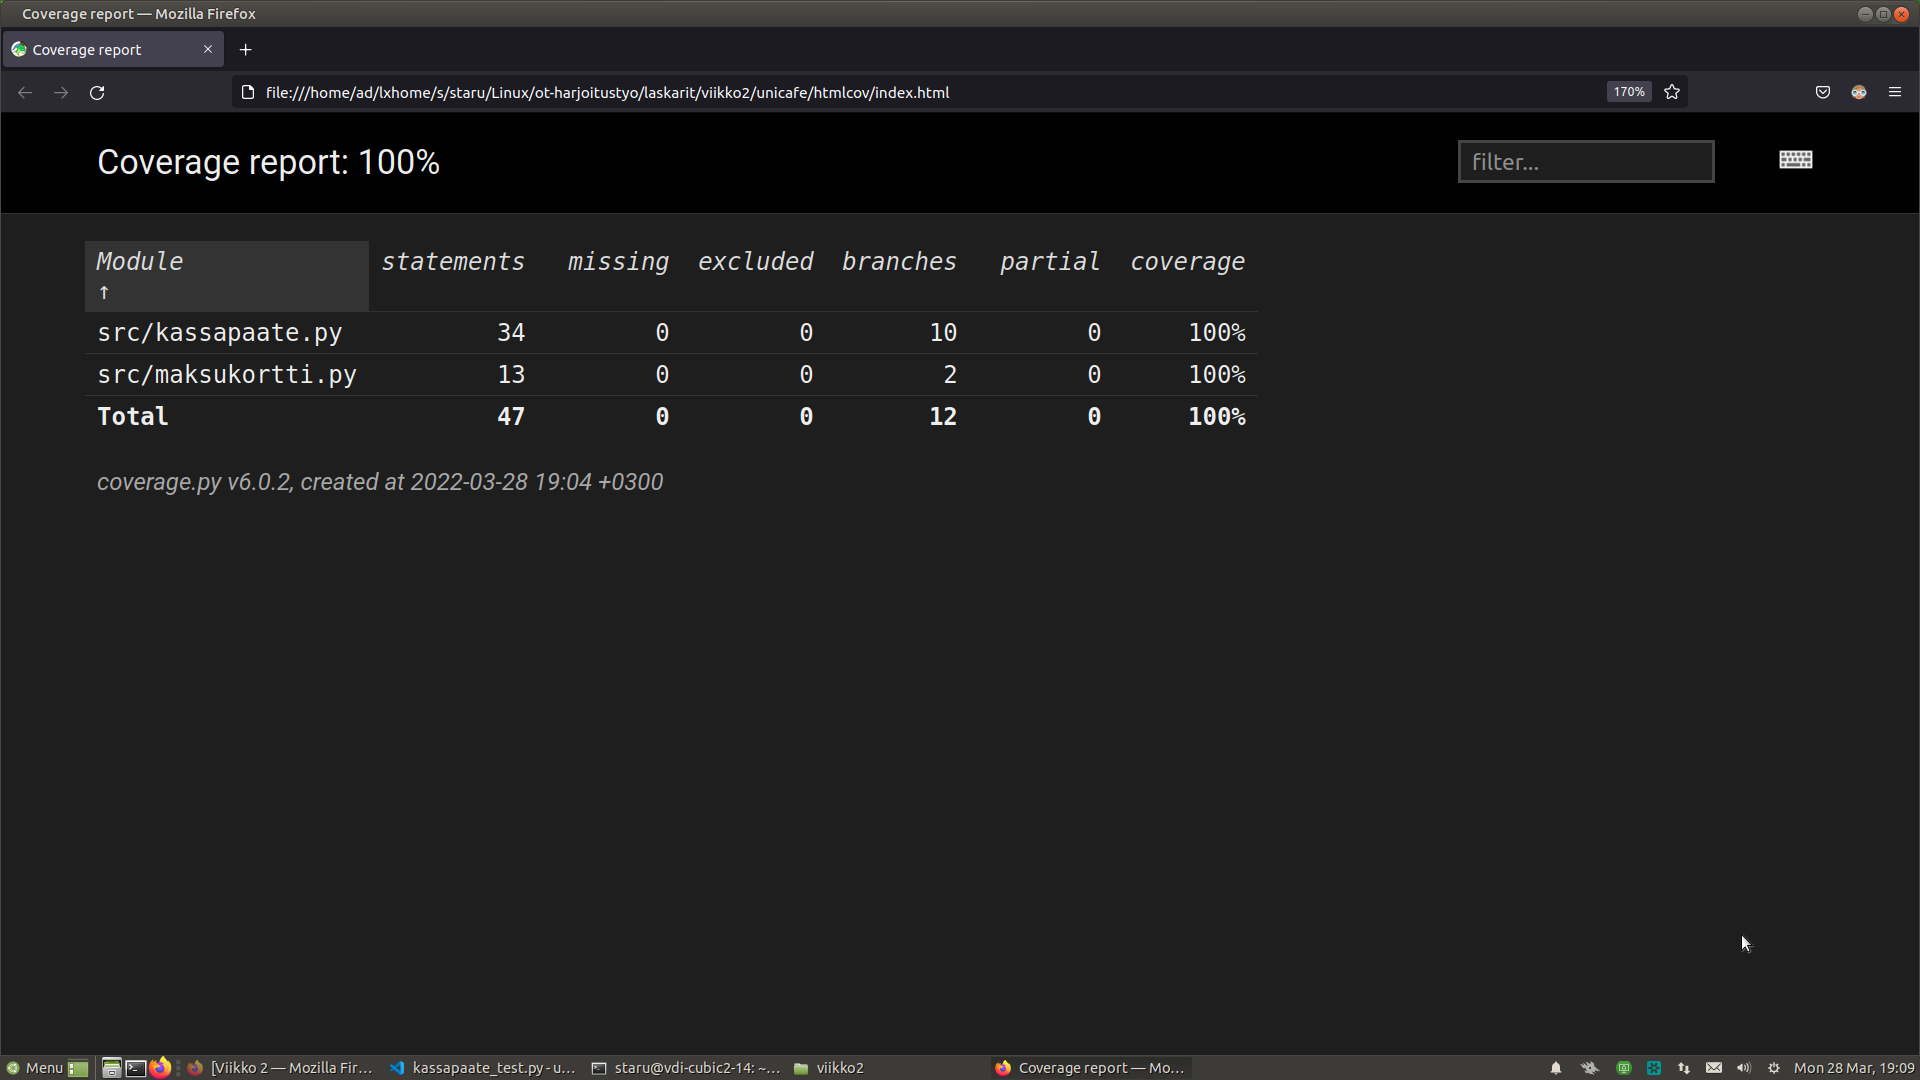 Coverage report — Mozilla Firefox
Coverage report
file:///home/ad/lxhome/s/staru/Linux/ot-harjoitustyo/laskarit/viikko2/unicafe/htmlcov/index.html 170%
Coverage report: 100% filter...
Module ↑ statements missing excluded branches partial coverage
src/kassapaate.py 34 0 0 10 0 100%
src/maksukortti.py 13 0 0 2 0 100%
Total 47 0 0 12 0 100%
coverage.py v6.0.2, created at 2022-03-28 19:04 +0300
Menu [Viikko 2 — Mozilla Fir... kassapaate_test.py - u... staru@vdi-cubic2-14: ~... viikko2 Coverage report — Mo... Mon 28 Mar, 19:09